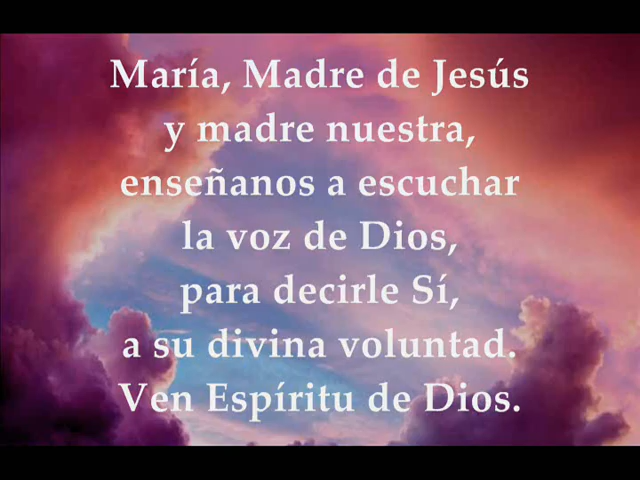 María, Madre de Jesús
y madre nuestra,
enseñanos a escuchar
la voz de Dios,
para decirle Sí,
a su divina voluntad.
Ven Espíritu de Dios.